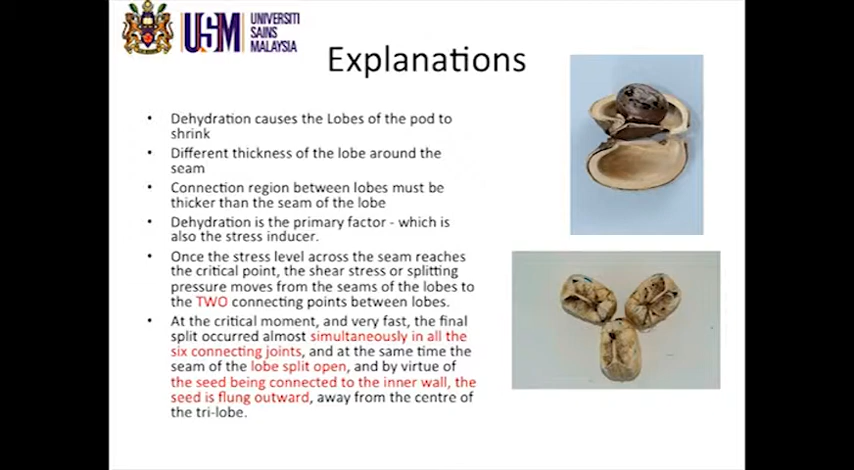 USM
UNIVERSITI
SAINS
MALAYSIA
Explanations
• Dehydration causes the Lobes of the pod to
shrink
• Different thickness of the lobe around the
seam
• Connection region between lobes must be
thicker than the seam of the lobe
• Dehydration is the primary factor - which is
also the stress inducer.
• Once the stress level across the seam reaches
the critical point, the shear stress or splitting
pressure moves from the seams of the lobes to
the TWO connecting points between lobes.
• At the critical moment, and very fast, the final
split occurred almost simultaneously in all the
six connecting joints, and at the same time the
seam of the lobe split open, and by virtue of
the seed being connected to the inner wall, the
seed is flung outward, away from the centre of
the tri-lobe.